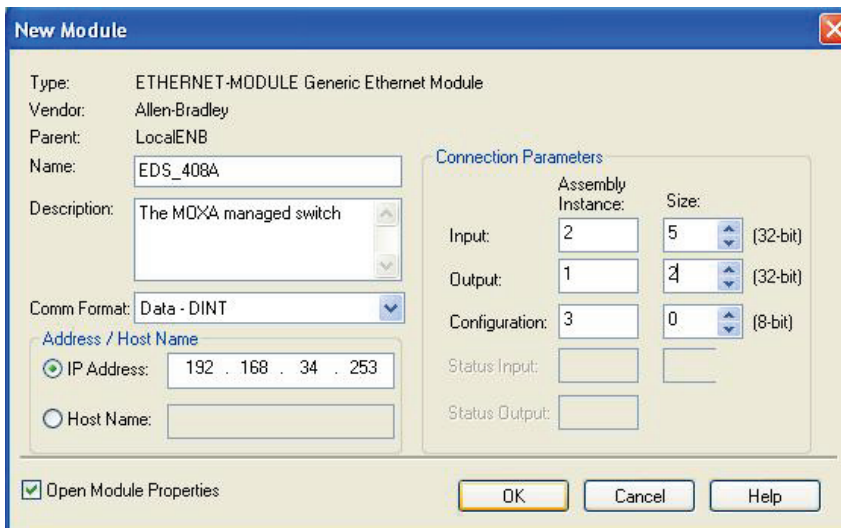 New Module
Type: ETHERNET-MODULE Generic Ethernet Module
Vendor: Allen-Bradley
Parent: LocalENB
Name: EDS_408A
Description: The MOXA managed switch
Comm Format: Data - DINT
Address / Host Name
IP Address: 192 . 168 . 34 . 253
Host Name:
Connection Parameters
Assembly
Instance: Size:
Input: 2 5 (32-bit)
Output: 1 2 (32-bit)
Configuration: 3 0 (8-bit)
Status Input:
Status Output:
Open Module Properties
OK Cancel Help